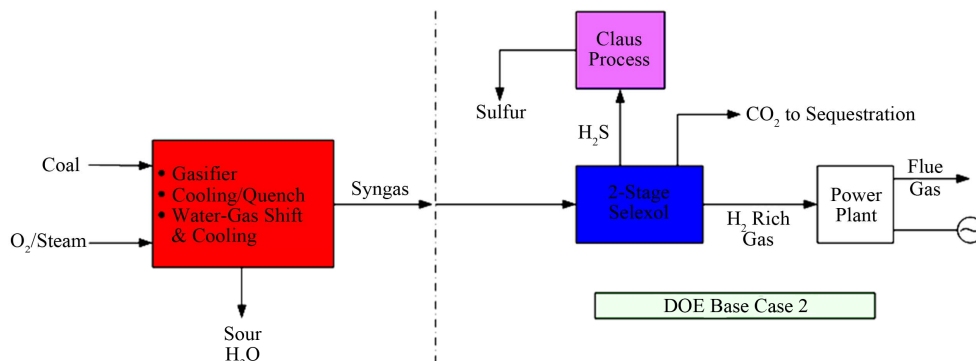 Coal
O₂/Steam
• Gasifier
• Cooling/Quench
• Water-Gas Shift
& Cooling
Sour
H₂O
Syngas
Claus
Process
Sulfur
H₂S
CO₂ to Sequestration
2-Stage
Selexol
H₂ Rich
Gas
Power
Plant
Flue
Gas
DOE Base Case 2